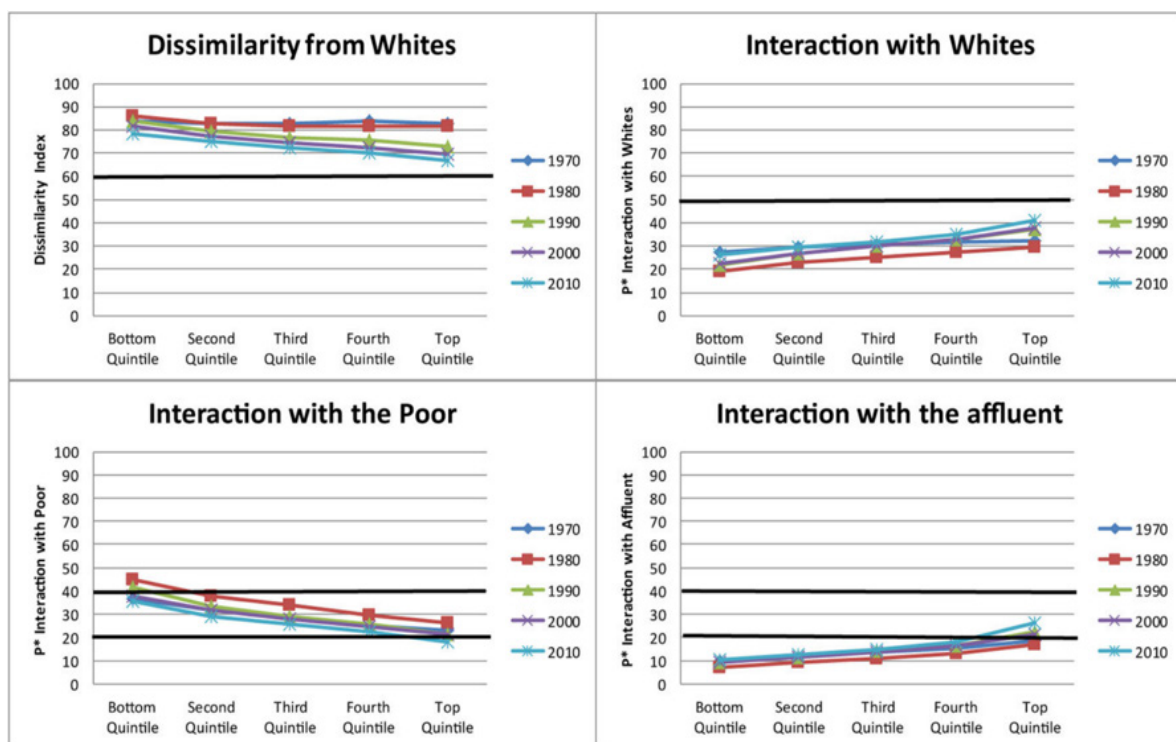 Dissimilarity from Whites
Dissimilarity Index
100
90
80
70
60
50
40
30
20
10
0
Bottom Quintile
Second Quintile
Third Quintile
Fourth Quintile
Top Quintile
1970
1980
1990
2000
2010
Interaction with Whites
P* Interaction with Whites
100
90
80
70
60
50
40
30
20
10
0
Bottom Quintile
Second Quintile
Third Quintile
Fourth Quintile
Top Quintile
1970
1980
1990
2000
2010
Interaction with the Poor
P* Interaction with Poor
100
90
80
70
60
50
40
30
20
10
0
Bottom Quintile
Second Quintile
Third Quintile
Fourth Quintile
Top Quintile
1970
1980
1990
2000
2010
Interaction with the affluent
P* Interaction with Affluent
100
90
80
70
60
50
40
30
20
10
0
Bottom Quintile
Second Quintile
Third Quintile
Fourth Quintile
Top Quintile
1970
1980
1990
2000
2010